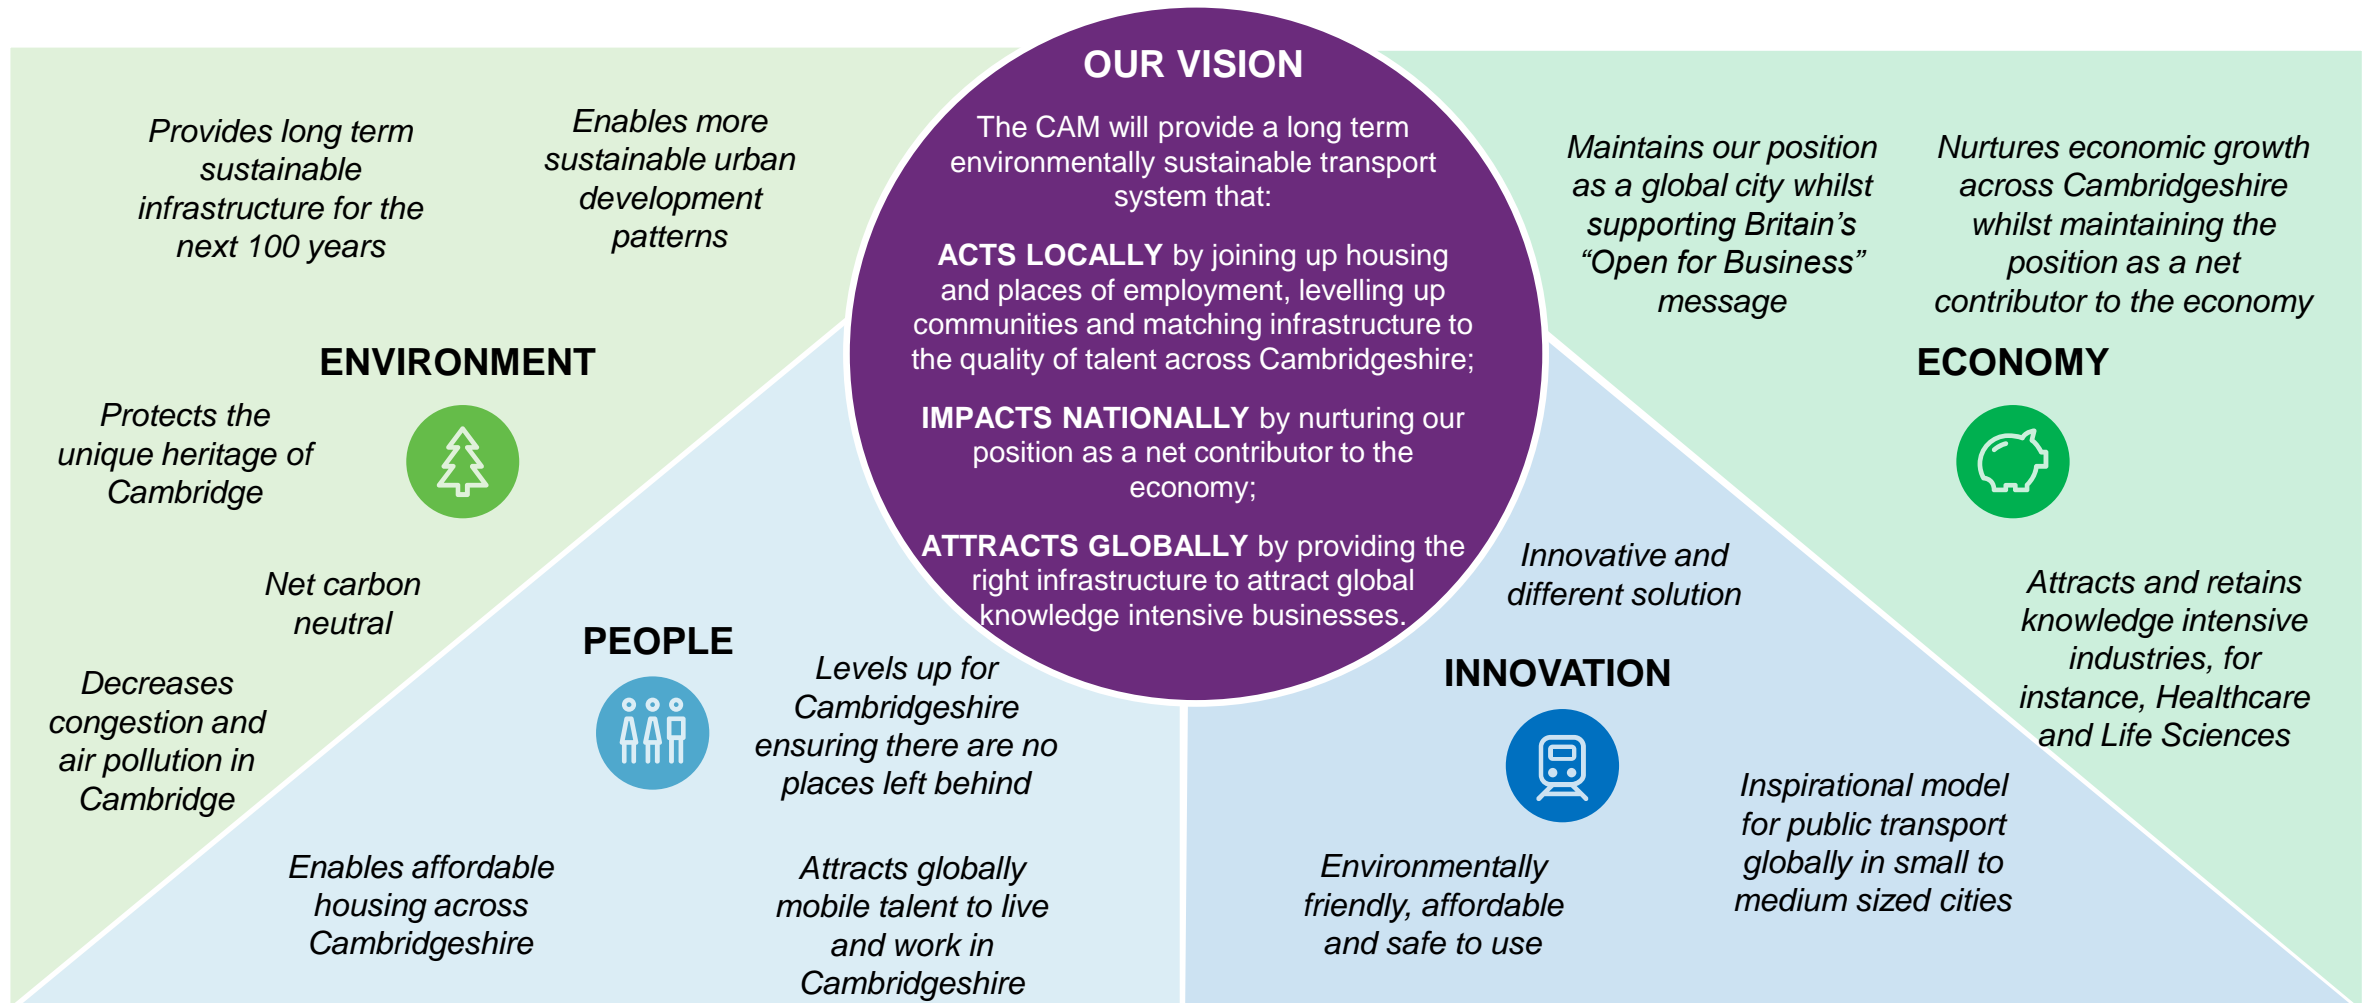 OUR VISION
The CAM will provide a long term
environmentally sustainable transport
system that:
ACTS LOCALLY by joining up housing
and places of employment, levelling up
communities and matching infrastructure to
the quality of talent across Cambridgeshire;
IMPACTS NATIONALLY by nurturing our
position as a net contributor to the
economy;
ATTRACTS GLOBALLY by providing the
right infrastructure to attract global
knowledge intensive businesses.
Provides long term
sustainable
infrastructure for the
next 100 years
Enables more
sustainable urban
development
patterns
ENVIRONMENT
Protects the
unique heritage of
Cambridge
Net carbon
neutral
Decreases
congestion and
air pollution in
Cambridge
PEOPLE
Levels up for
Cambridgeshire
ensuring there are no
places left behind
Enables affordable
housing across
Cambridgeshire
Attracts globally
mobile talent to live
and work in
Cambridgeshire
Innovative and
different solution
INNOVATION
Environmentally
friendly, affordable
and safe to use
Inspirational model
for public transport
globally in small to
medium sized cities
Maintains our position
as a global city whilst
supporting Britain’s
“Open for Business”
message
Nurtures economic growth
across Cambridgeshire
whilst maintaining the
position as a net
contributor to the economy
ECONOMY
Attracts and retains
knowledge intensive
industries, for
instance, Healthcare
and Life Sciences